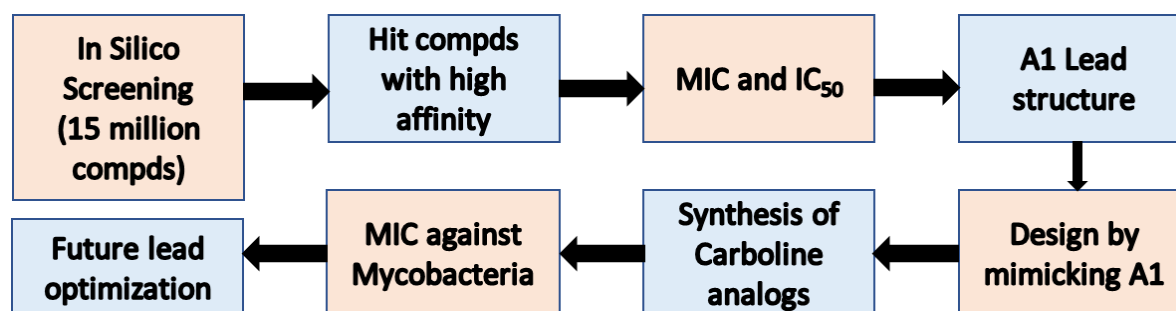 In Silico
Screening
(15 million
compds)
Hit compds
with high
affinity
MIC and IC₅₀
A1 Lead
structure
Design by
mimicking A1
Synthesis of
Carboline
analogs
MIC against
Mycobacteria
Future lead
optimization